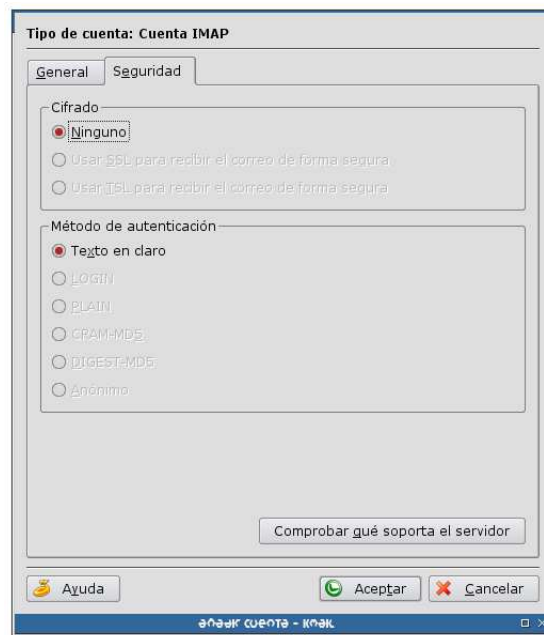 Tipo de cuenta: Cuenta IMAP
General Seguridad
Cifrado
Ninguno
Usar SSL para recibir el correo de forma segura
Usar TSL para recibir el correo de forma segura
Método de autenticación
Texto en claro
LOGIN
PLAIN
CRAM-MD5
DIGEST-MD5
Anónimo
Comprobar qué soporta el servidor
Ayuda Aceptar Cancelar